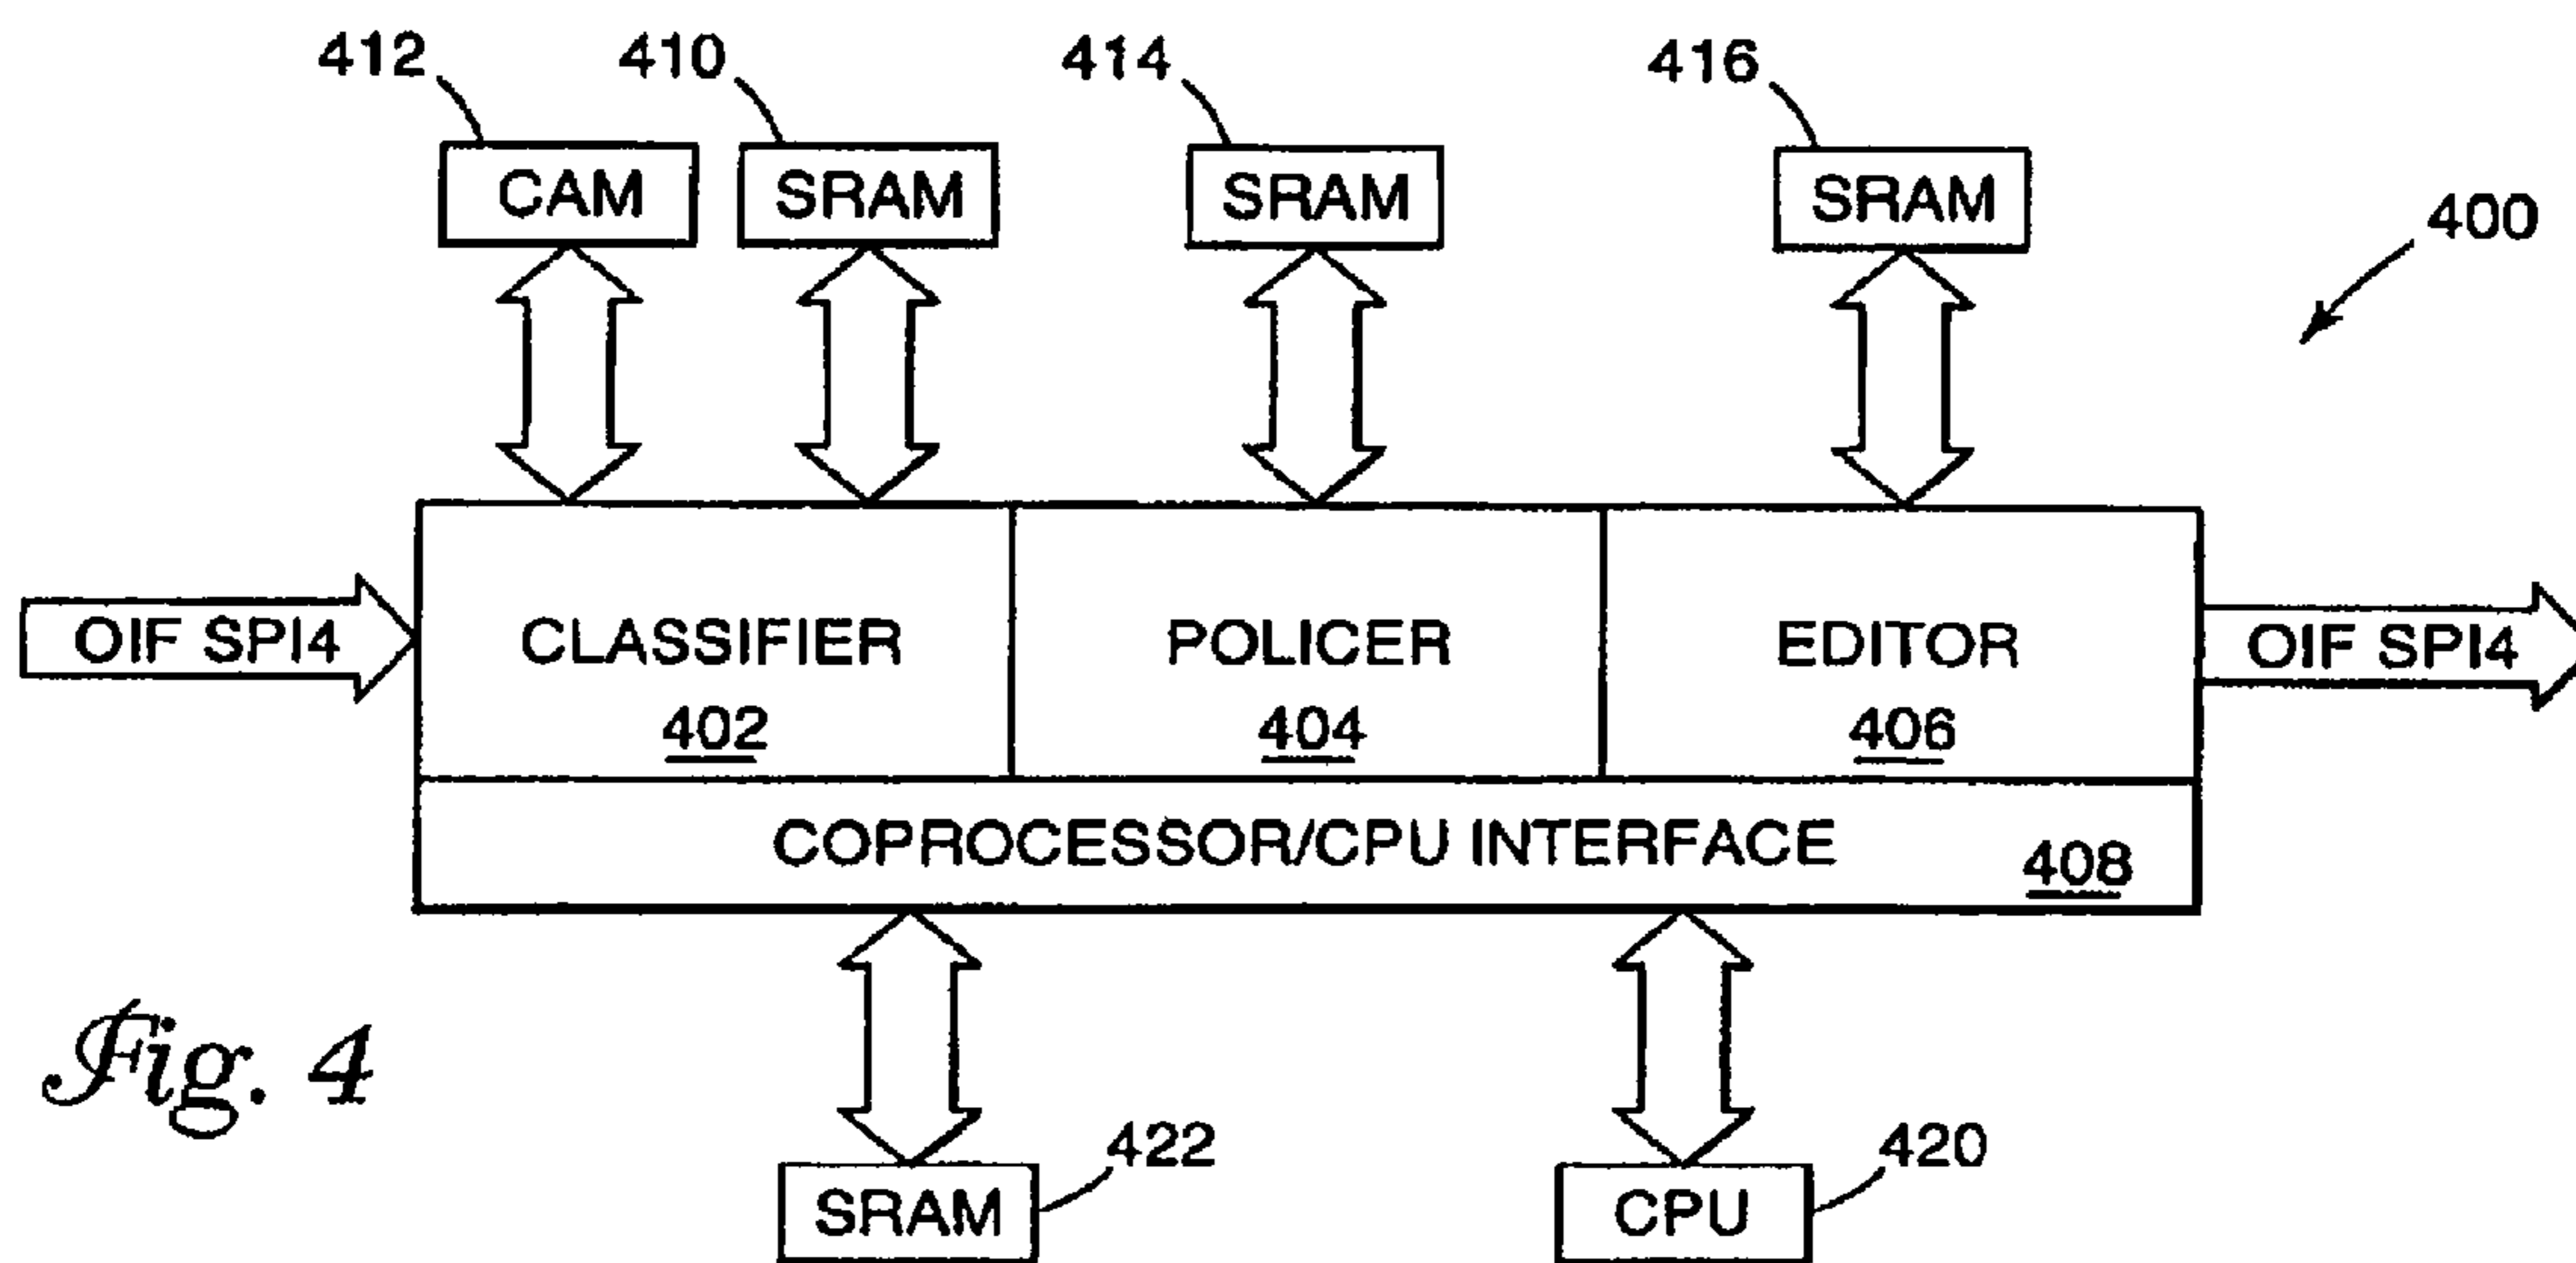 412 410 414 416
CAM SRAM SRAM SRAM
400
OIF SPI4 CLASSIFIER POLICER EDITOR OIF SPI4
402 404 406
COPROCESSOR/CPU INTERFACE
408
Fig. 4
422 420
SRAM CPU